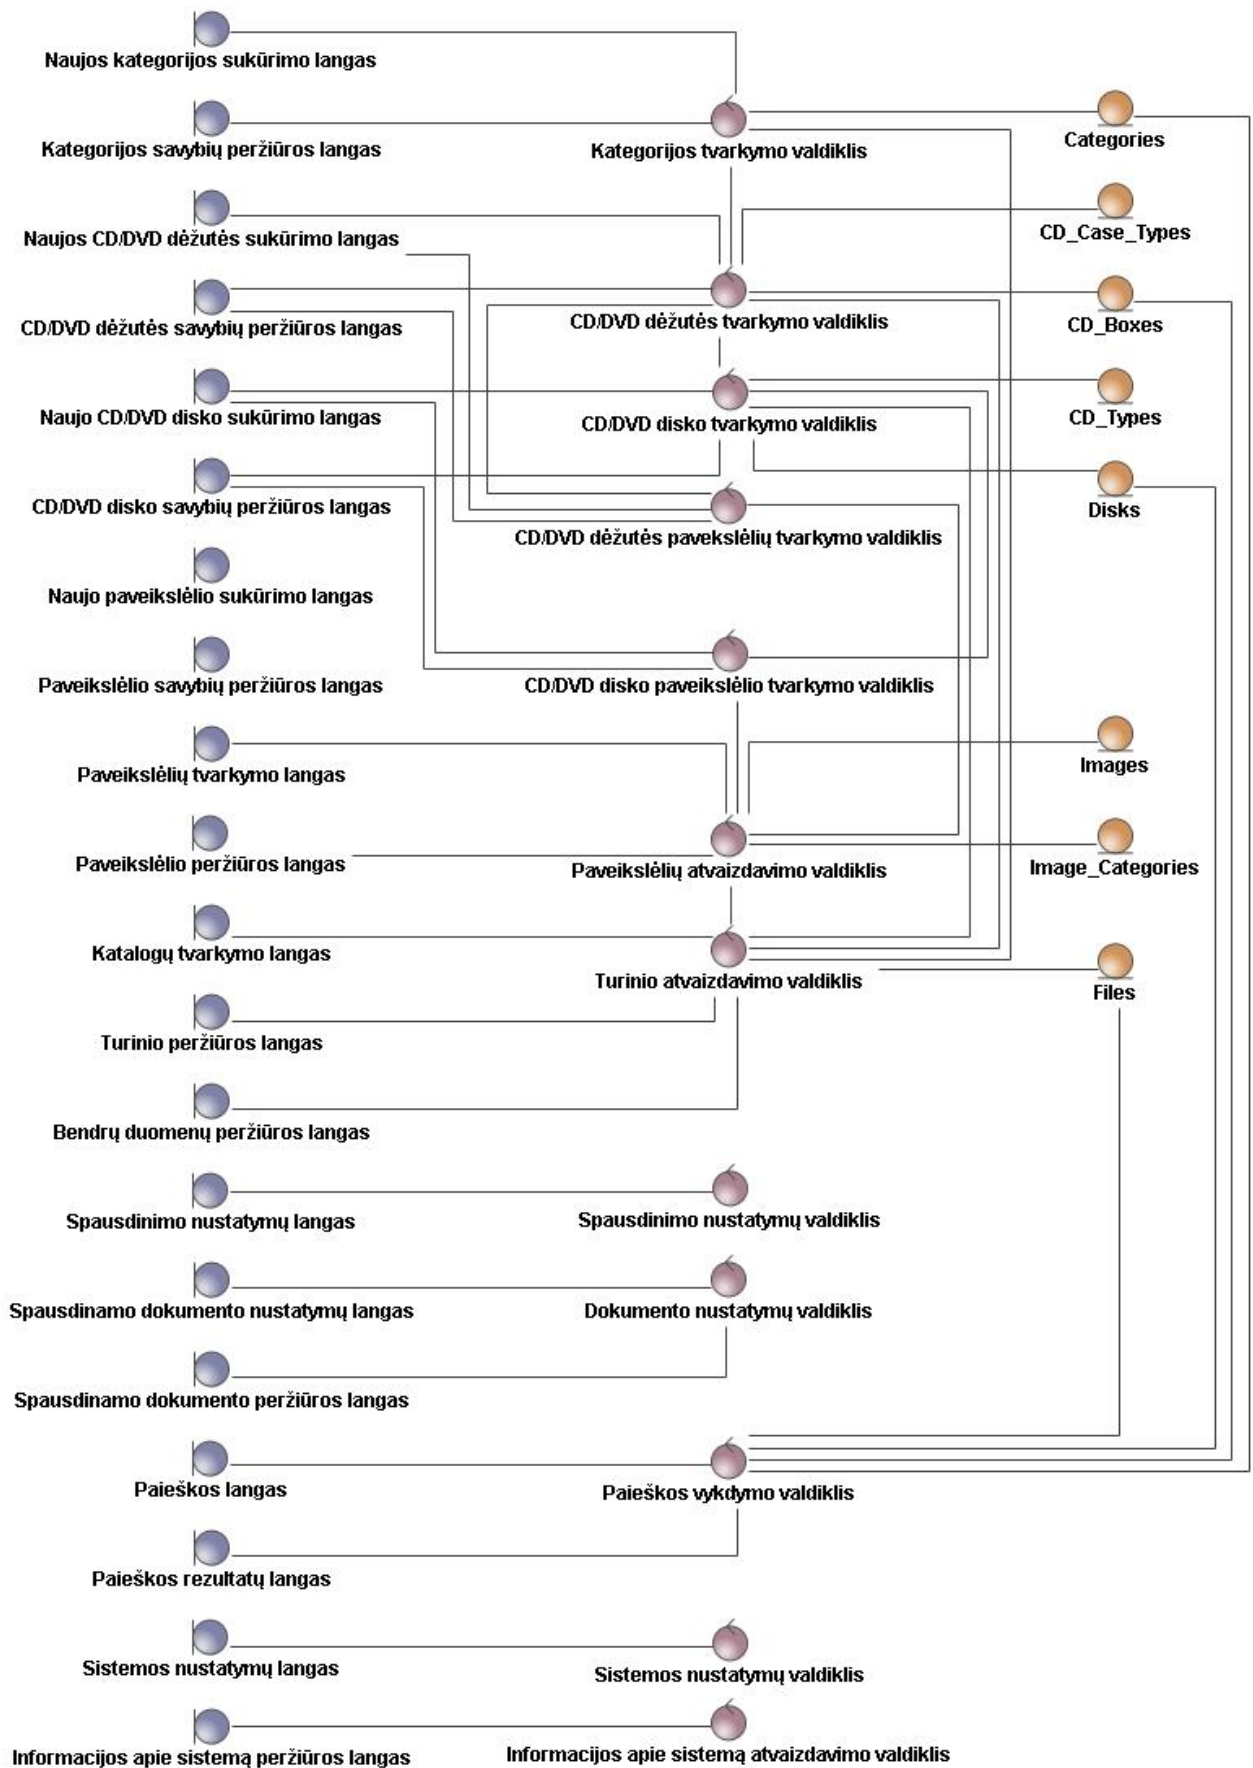 Naujos kategorijos sukūrimo langas
Kategorijos savybių peržiūros langas
Kategorijos tvarkymo valdiklis
Categories
Naujos CD/DVD dėžutės sukūrimo langas
CD_Case_Types
CD/DVD dėžutės savybių peržiūros langas
CD/DVD dėžutės tvarkymo valdiklis
CD_Boxes
Naujo CD/DVD disko sukūrimo langas
CD/DVD disko tvarkymo valdiklis
CD_Types
CD/DVD disko savybių peržiūros langas
Disks
CD/DVD dėžutės pavekslėlių tvarkymo valdiklis
Naujo paveikslėlio sukūrimo langas
Paveikslėlio savybių peržiūros langas
CD/DVD disko paveikslėlio tvarkymo valdiklis
Paveikslėlių tvarkymo langas
Images
Paveikslėlio peržiūros langas
Paveikslėlių atvaizdavimo valdiklis
Image_Categories
Katalogų tvarkymo langas
Turinio atvaizdavimo valdiklis
Files
Turinio peržiūros langas
Bendrų duomenų peržiūros langas
Spausdinimo nustatymų langas
Spausdinimo nustatymų valdiklis
Spausdinamo dokumento nustatymų langas
Dokumento nustatymų valdiklis
Spausdinamo dokumento peržiūros langas
Paieškos langas
Paieškos vykdymo valdiklis
Paieškos rezultatų langas
Sistemos nustatymų langas
Sistemos nustatymų valdiklis
Informacijos apie sistemą peržiūros langas
Informacijos apie sistemą atvaizdavimo valdiklis